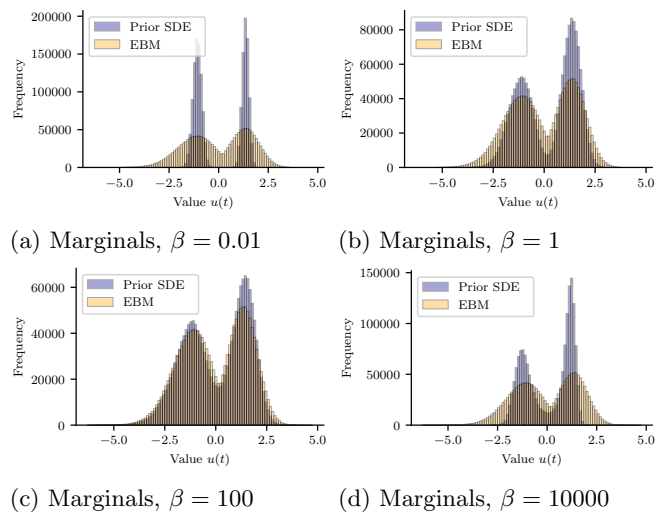 200000
150000
100000
50000
0
Frequency
Prior SDE
EBM
−5.0 −2.5 0.0 2.5 5.0
Value u(t)
(a) Marginals, β = 0.01
80000
60000
40000
20000
0
Frequency
Prior SDE
EBM
−5.0 −2.5 0.0 2.5 5.0
Value u(t)
(b) Marginals, β = 1
60000
40000
20000
0
Frequency
Prior SDE
EBM
−5.0 −2.5 0.0 2.5 5.0
Value u(t)
(c) Marginals, β = 100
150000
100000
50000
0
Frequency
Prior SDE
EBM
−5.0 −2.5 0.0 2.5 5.0
Value u(t)
(d) Marginals, β = 10000